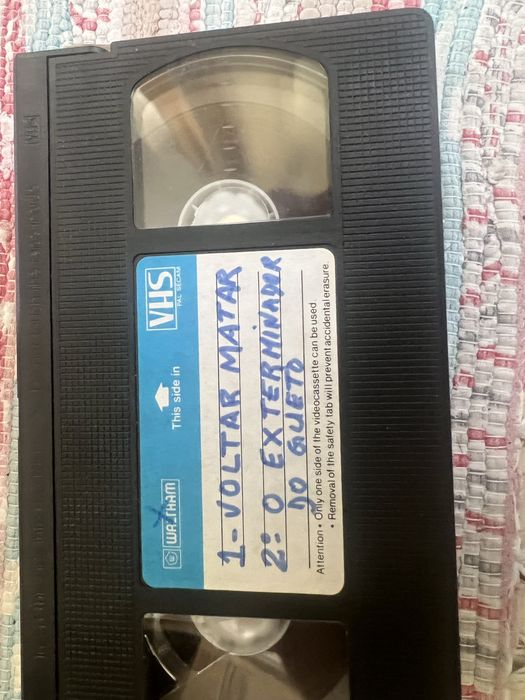 WALTHAM
This side in
VHS
PAL SECAM
1- VOLTAR MATAR
2: O EXTERMINADOR
DO GUETO
Attention • Only one side of the videocassette can be used
• Removal of the safety tab will prevent accidental erasure.